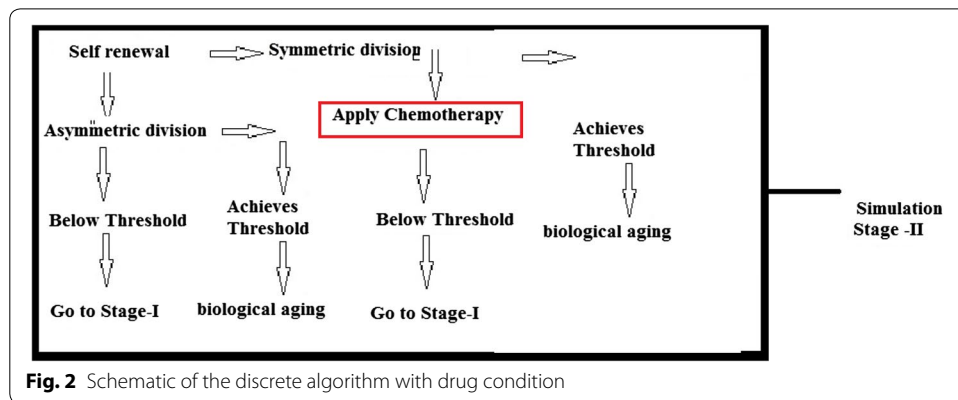 Self renewal
Symmetric division
Asymmetric division
Apply Chemotherapy
Achieves
Threshold
Below Threshold
Achieves
Threshold
Below Threshold
biological aging
Simulation
Stage -II
Go to Stage-I
biological aging
Go to Stage-I
Fig. 2 Schematic of the discrete algorithm with drug condition